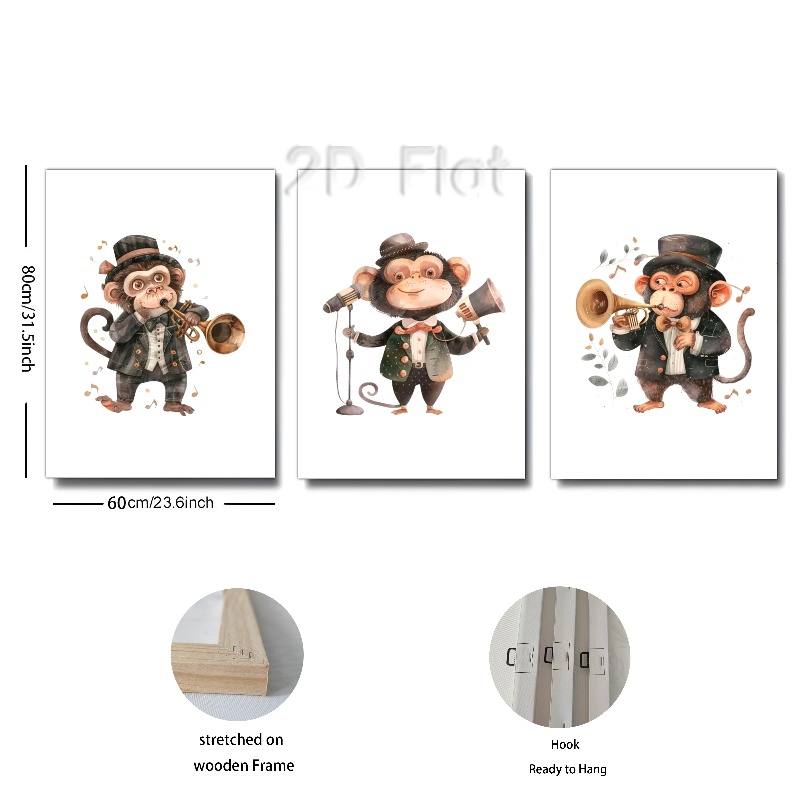 2D Flat
80cm/31.5inch
60cm/23.6inch
stretched on
wooden Frame
Hook
Ready to Hang